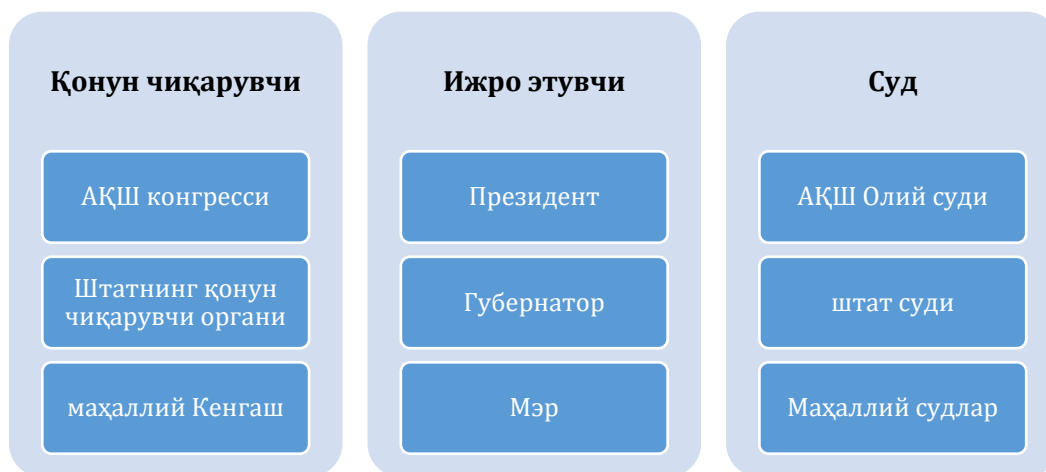 Қонун чиқарувчи
АҚШ конгресси
Штатнинг қонун
чиқарувчи органи
маҳаллий Кенгаш
Ижро этувчи
Президент
Губернатор
Мэр
Суд
АҚШ Олий суди
штат суди
Маҳаллий судлар